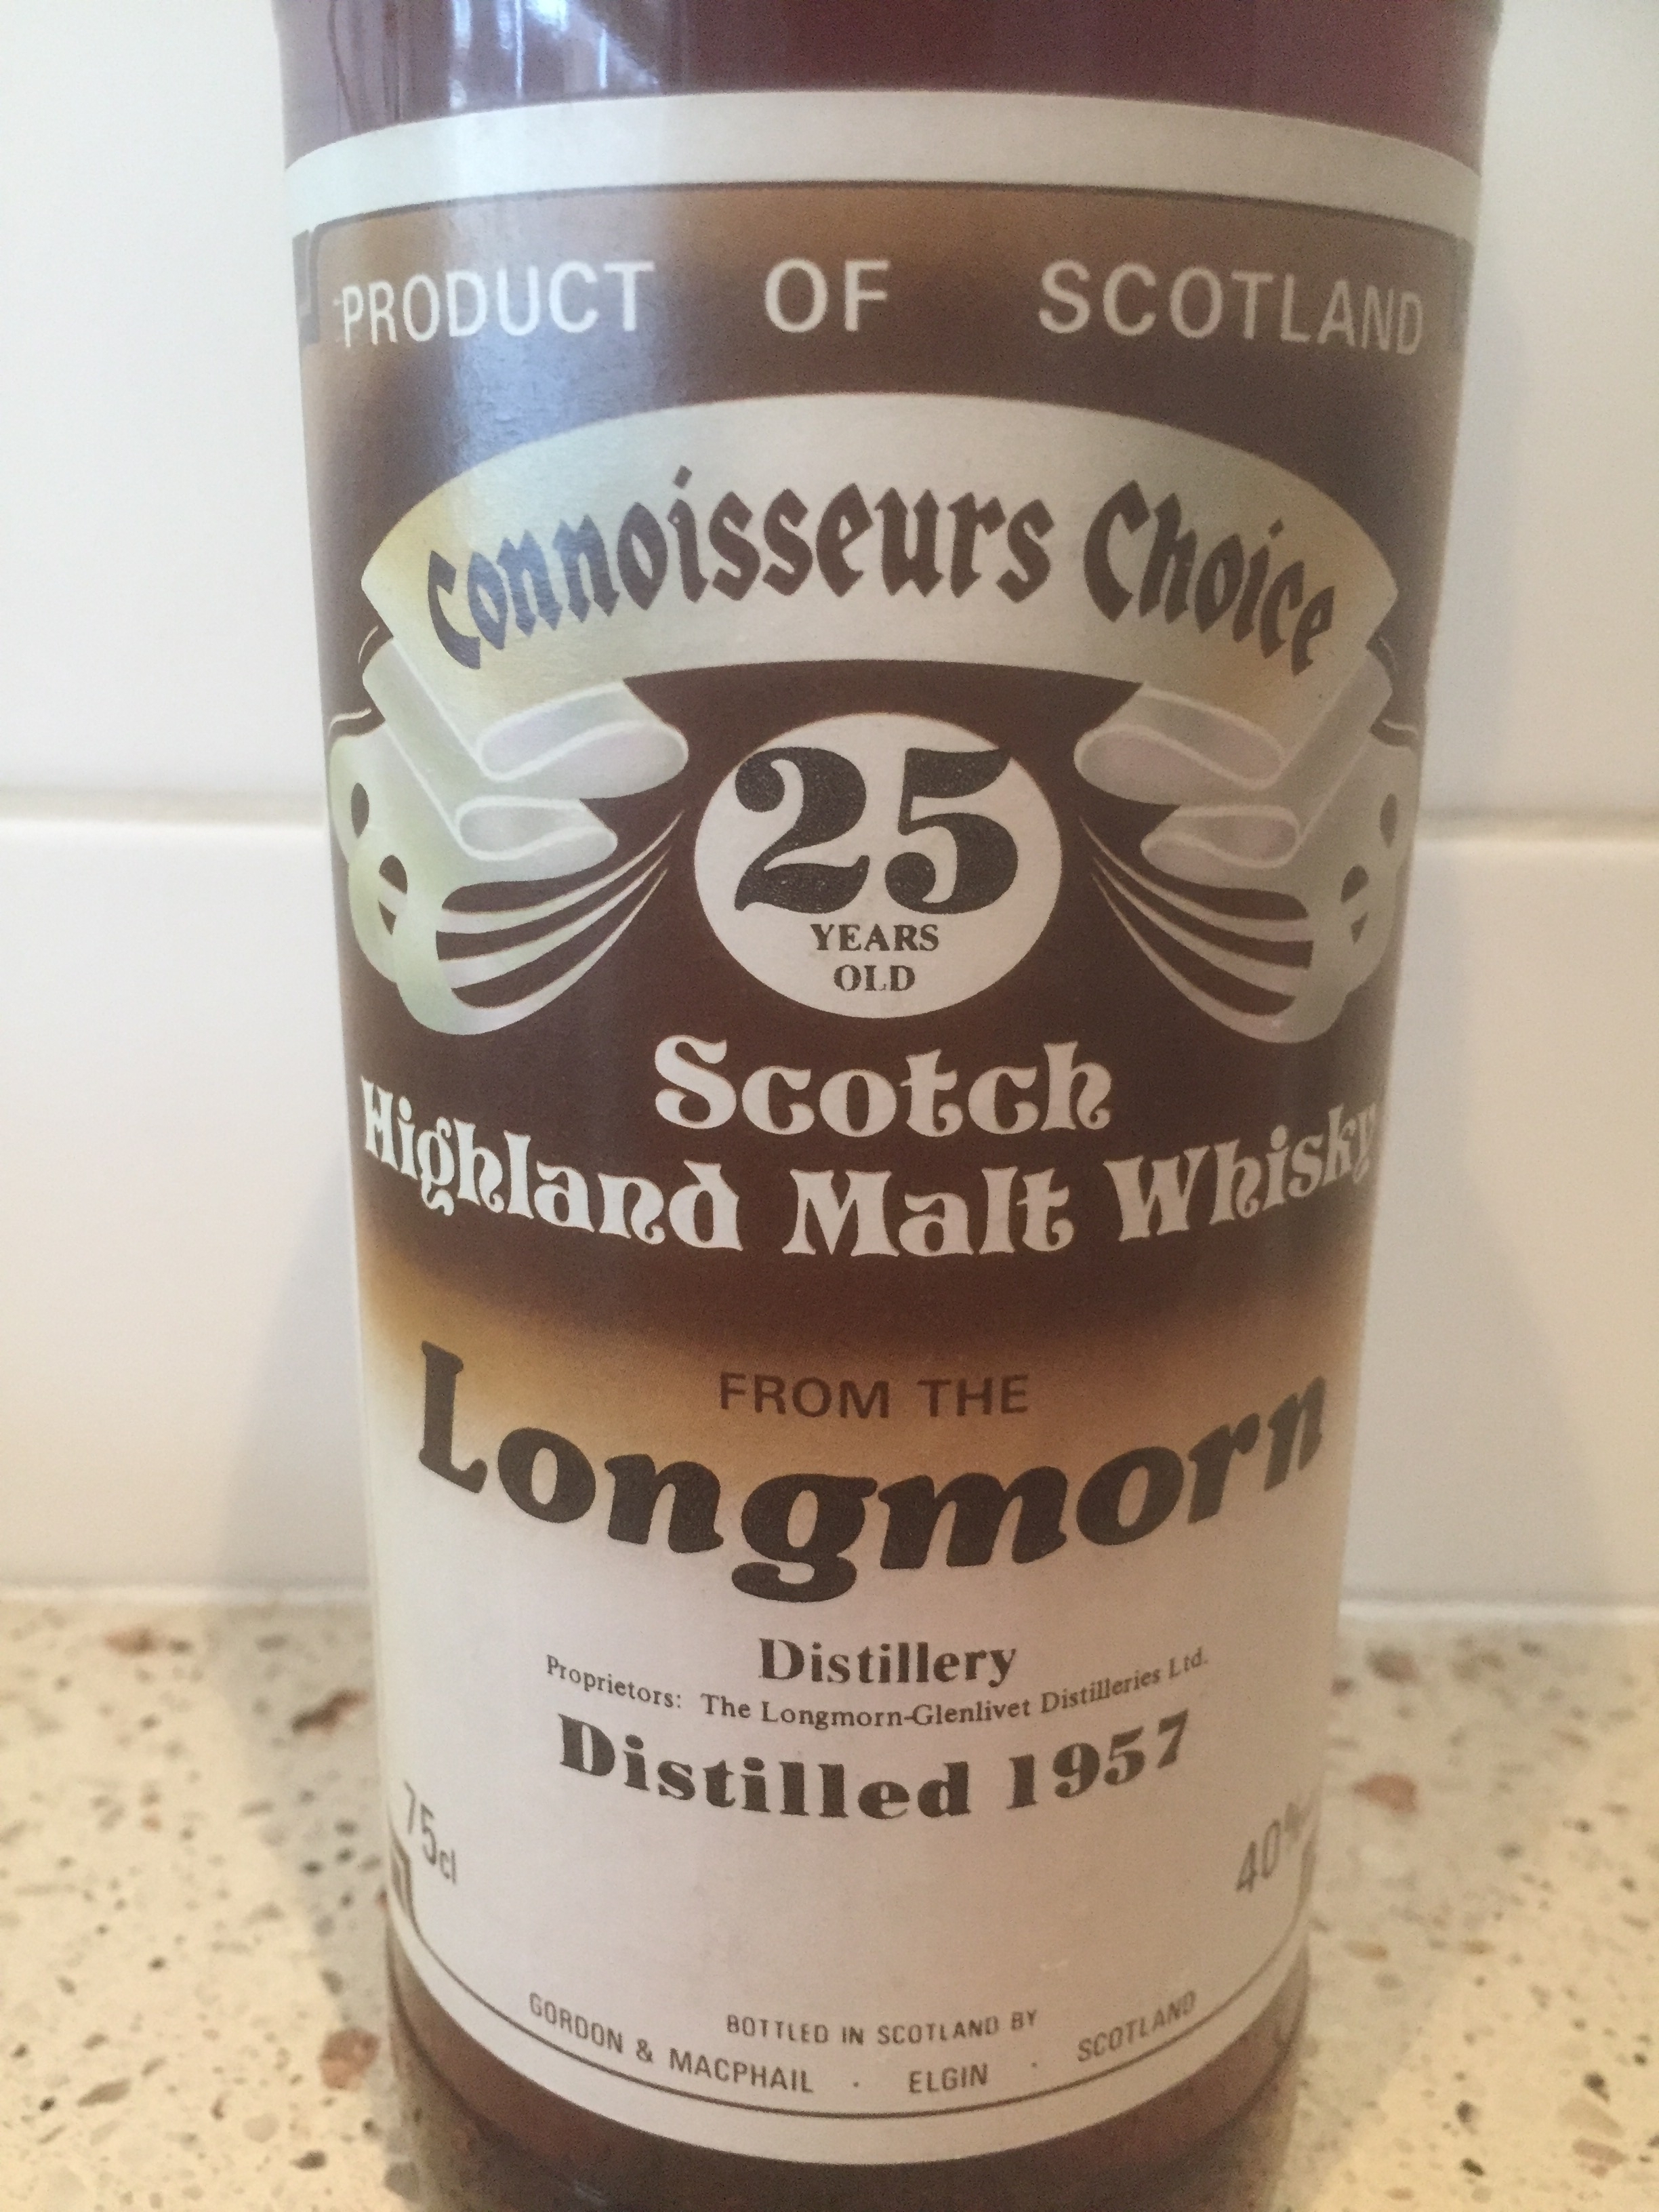 PRODUCT OF SCOTLAND
Connoisseurs Choice
25
YEARS
OLD
Scotch
Highland Malt Whisky
FROM THE
Longmorn
Distillery
Proprietors: The Longmorn-Glenlivet Distilleries Ltd.
Distilled 1957
75cl
40%
BOTTLED IN SCOTLAND BY
GORDON & MACPHAIL · ELGIN · SCOTLAND